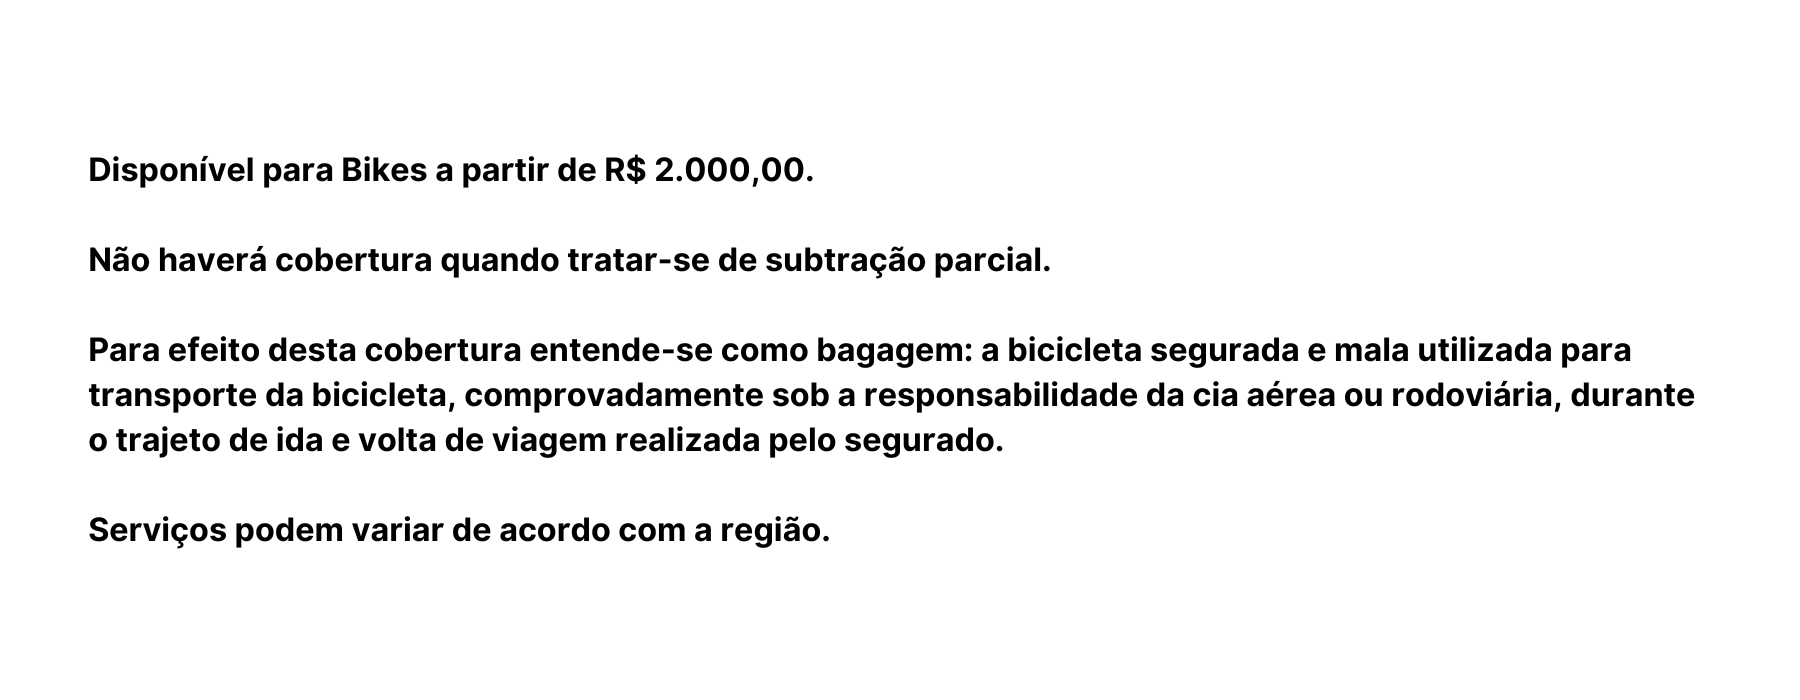 Disponível para Bikes a partir de R$ 2.000,00.
Não haverá cobertura quando tratar-se de subtração parcial.
Para efeito desta cobertura entende-se como bagagem: a bicicleta segurada e mala utilizada para
transporte da bicicleta, comprovadamente sob a responsabilidade da cia aérea ou rodoviária, durante
o trajeto de ida e volta de viagem realizada pelo segurado.
Serviços podem variar de acordo com a região.